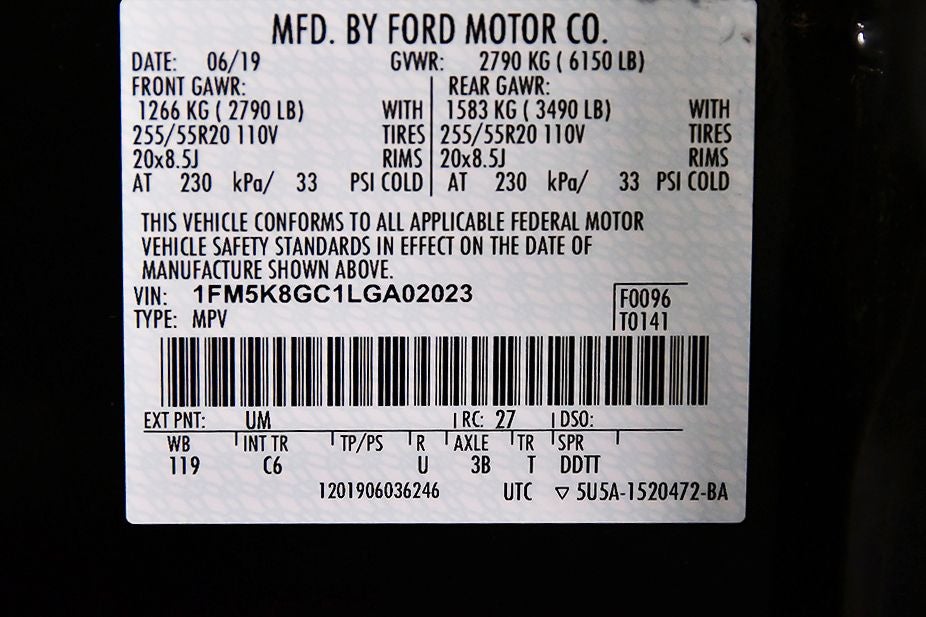 MFD. BY FORD MOTOR CO.
DATE: 06/19 GVWR: 2790 KG ( 6150 LB)
FRONT GAWR: REAR GAWR:
1266 KG ( 2790 LB) WITH 1583 KG ( 3490 LB) WITH
255/55R20 110V TIRES 255/55R20 110V TIRES
20x8.5J RIMS 20x8.5J RIMS
AT 230 kPa/ 33 PSI COLD AT 230 kPa/ 33 PSI COLD
THIS VEHICLE CONFORMS TO ALL APPLICABLE FEDERAL MOTOR
VEHICLE SAFETY STANDARDS IN EFFECT ON THE DATE OF
MANUFACTURE SHOWN ABOVE.
VIN: 1FM5K8GC1LGA02023 F0096
TYPE: MPV T0141
EXT PNT: UM RC: 27 DSO:
WB INT TR TP/PS R AXLE TR SPR
119 C6 U 3B T DDTT
1201906036246 UTC ▽ 5U5A-1520472-BA